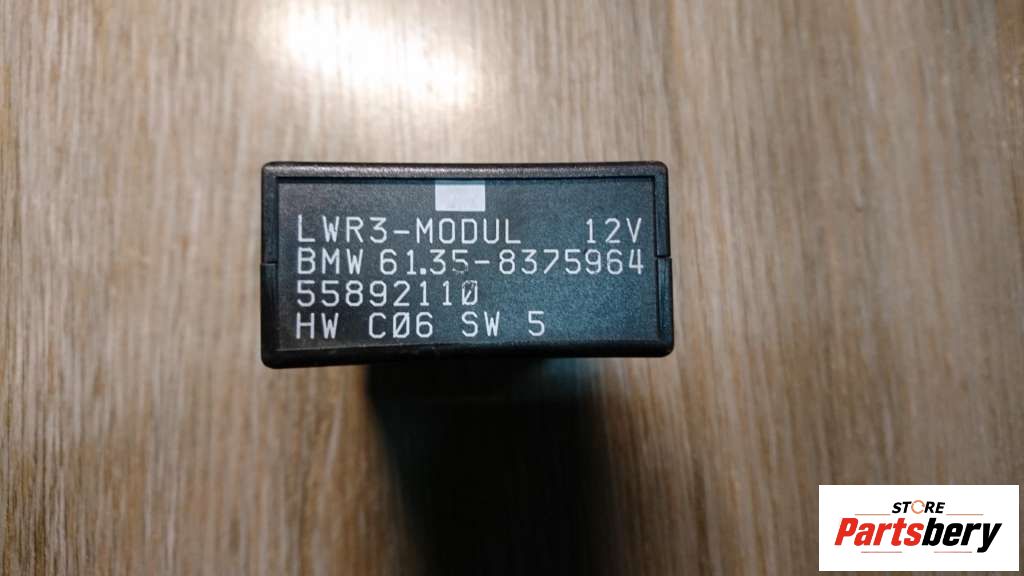 LWR3-MODUL 12V
BMW 61.35-8375964
55892110
HW C06 SW 5
STORE
Partsbery